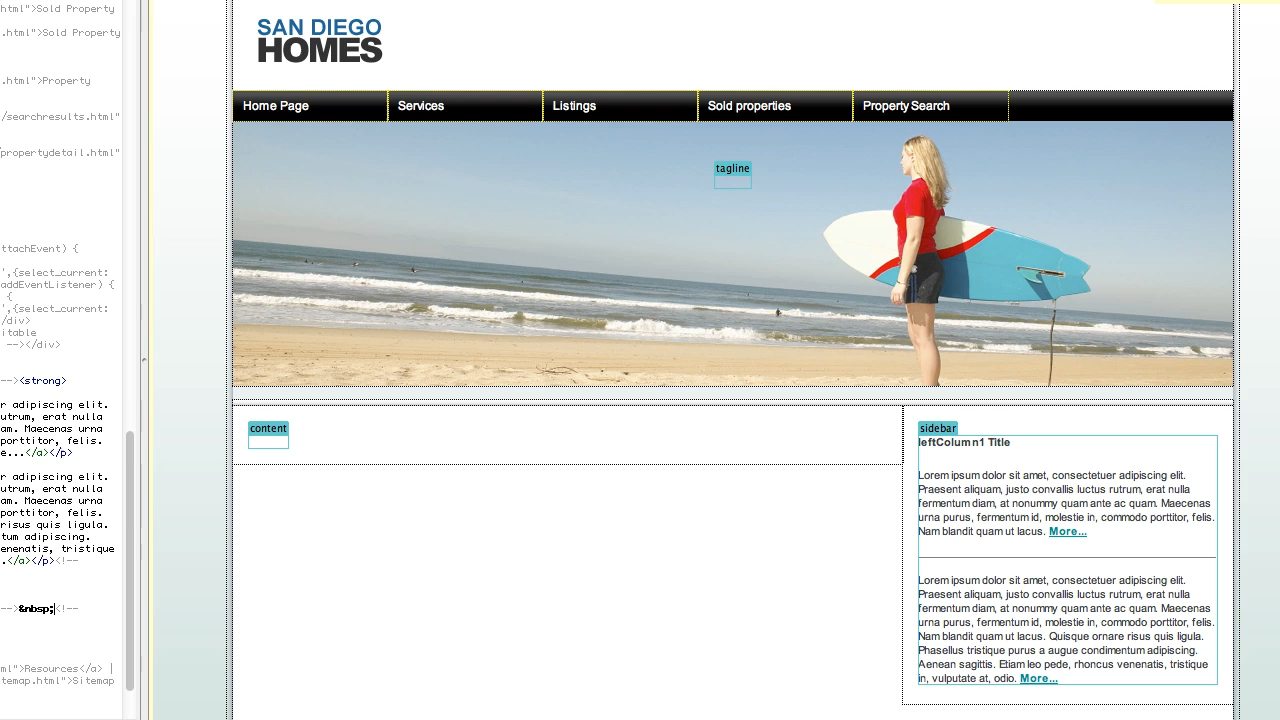 html">Sold Property
.html">Sold Property
.html">Property
/searchresults.html"
propertydetail.html"
ttachEvent) {
',{select_current:
addEventListener) {
{
',{select_current:
/div>
itable
--></div>
--><strong>
r adipiscing elit.
utrum, erat nulla
am. Maecenas urna
porttitor, felis.
e...</a></p>
r adipiscing elit.
utrum, erat nulla
am. Maecenas urna
porttitor, felis.
risus quis ligula.
tum adipiscing.
enenatis, tristique
.</a></p><!--
-->&nbsp;<!--
ml">Resources</a> |
temap.html">Sitemap
SAN DIEGO
HOMES
Home Page
Services
Listings
Sold properties
Property Search
tagline
content
sidebar
leftColumn1 Title
Lorem ipsum dolor sit amet, consectetuer adipiscing elit.
Praesent aliquam, justo convallis luctus rutrum, erat nulla
fermentum diam, at nonummy quam ante ac quam. Maecenas
urna purus, fermentum id, molestie in, commodo porttitor, felis.
Nam blandit quam ut lacus. More...
Lorem ipsum dolor sit amet, consectetuer adipiscing elit.
Praesent aliquam, justo convallis luctus rutrum, erat nulla
fermentum diam, at nonummy quam ante ac quam. Maecenas
urna purus, fermentum id, molestie in, commodo porttitor, felis.
Nam blandit quam ut lacus. Quisque ornare risus quis ligula.
Phasellus tristique purus a augue condimentum adipiscing.
Aenean sagittis. Etiam leo pede, rhoncus venenatis, tristique
in, vulputate at, odio. More...